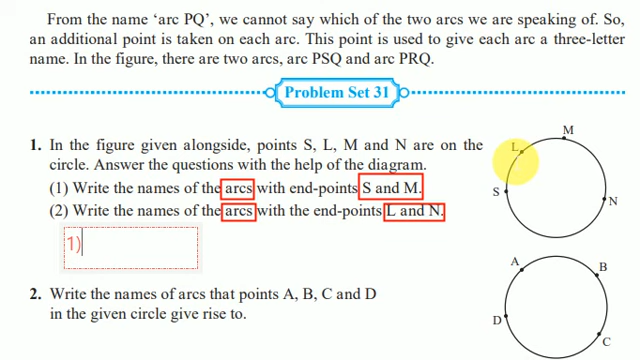 From the name ‘arc PQ’, we cannot say which of the two arcs we are speaking of. So,
an additional point is taken on each arc. This point is used to give each arc a three-letter
name. In the figure, there are two arcs, arc PSQ and arc PRQ.
Problem Set 31
1. In the figure given alongside, points S, L, M and N are on the
circle. Answer the questions with the help of the diagram.
(1) Write the names of the arcs with end-points S and M.
(2) Write the names of the arcs with the end-points L and N.
1)
M
L
S
N
2. Write the names of arcs that points A, B, C and D
in the given circle give rise to.
A
B
D
C